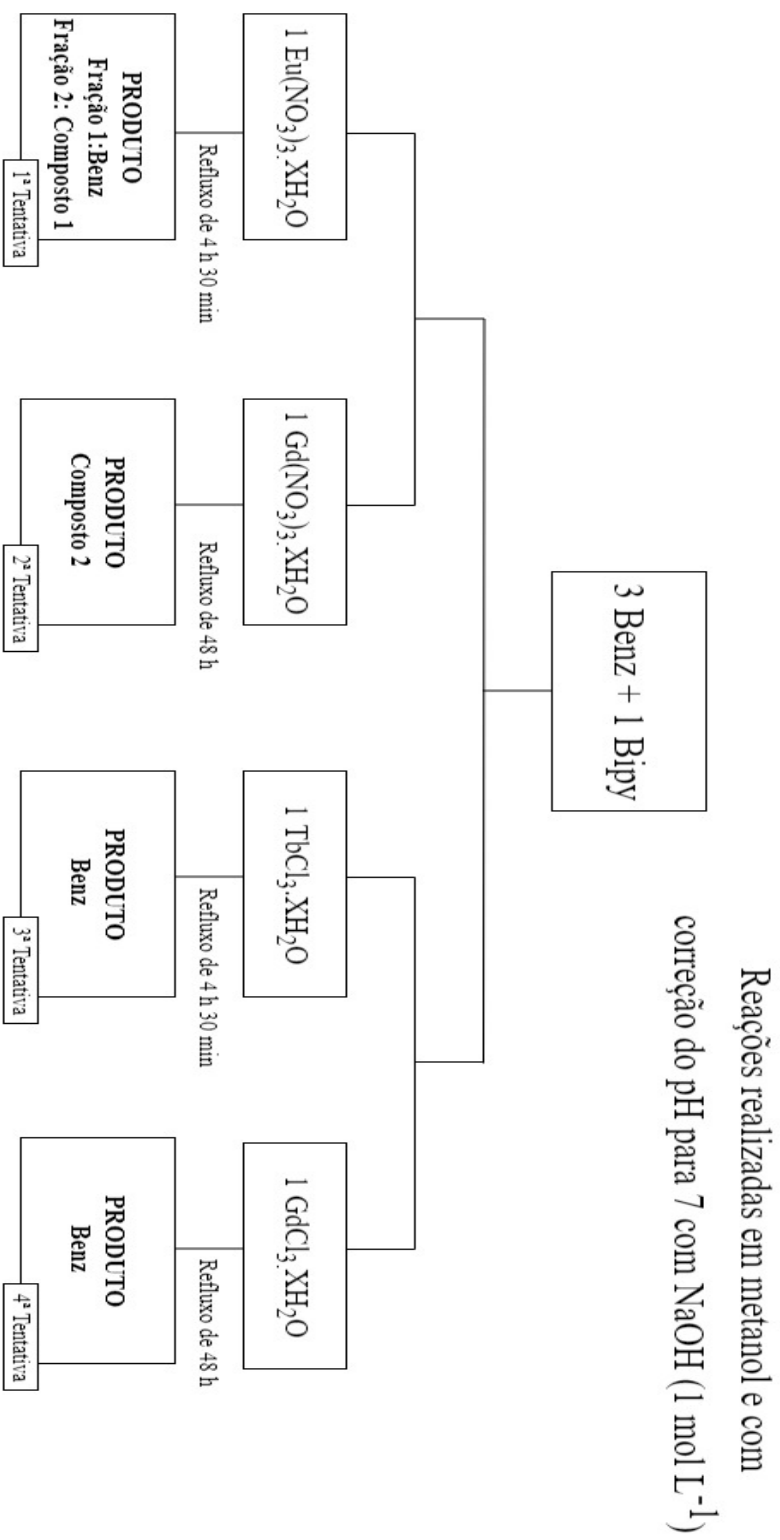 Reações realizadas em metanol e com
correção do pH para 7 com NaOH (1 mol L⁻¹)
3 Benz + 1 Bipy
1 Eu(NO₃)₃.XH₂O
1 Gd(NO₃)₃.XH₂O
1 TbCl₃.XH₂O
1 GdCl₃.XH₂O
Refluxo de 4 h 30 min
Refluxo de 48 h
Refluxo de 4 h 30 min
Refluxo de 48 h
PRODUTO
Fração 1:Benz
Fração 2: Composto 1
1ª Tentativa
PRODUTO
Composto 2
2ª Tentativa
PRODUTO
Benz
3ª Tentativa
PRODUTO
Benz
4ª Tentativa